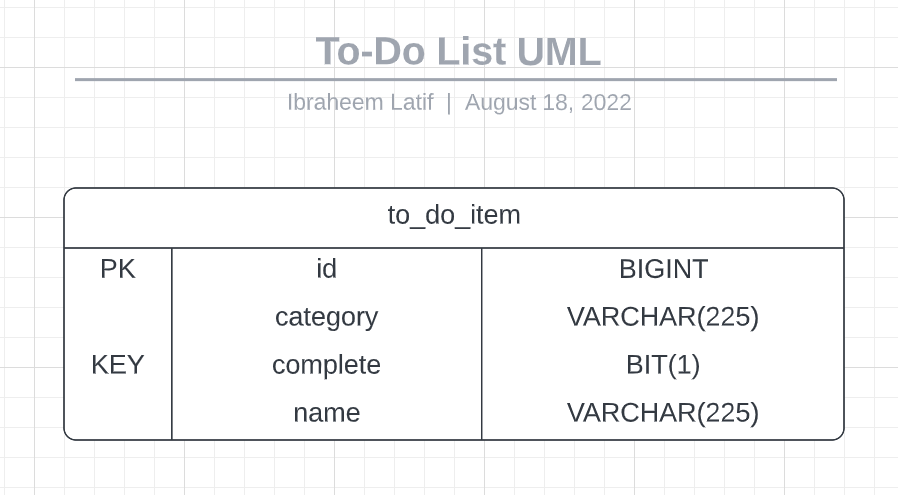 To-Do List UML
Ibraheem Latif | August 18, 2022
to_do_item
PK id BIGINT
category VARCHAR(225)
KEY complete BIT(1)
name VARCHAR(225)